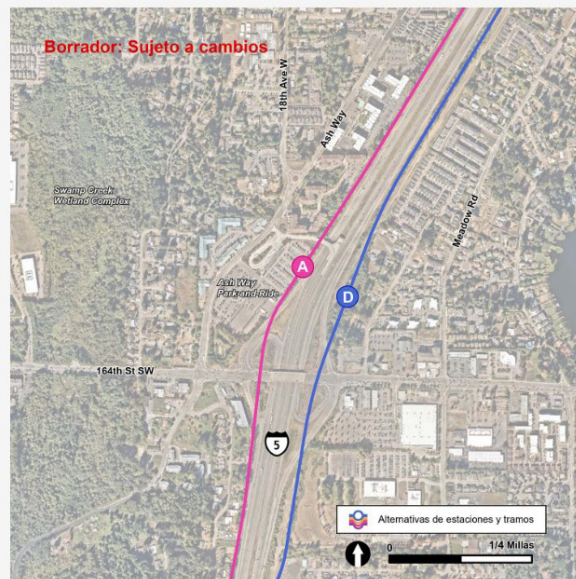 Borrador: Sujeto a cambios
18th Ave W
Ash Way
Swamp Creek
Wetland Complex
Meadow Rd
A
Ash Way
Park-and-Ride
D
164th St SW
5
Alternativas de estaciones y tramos
0 1/4 Millas